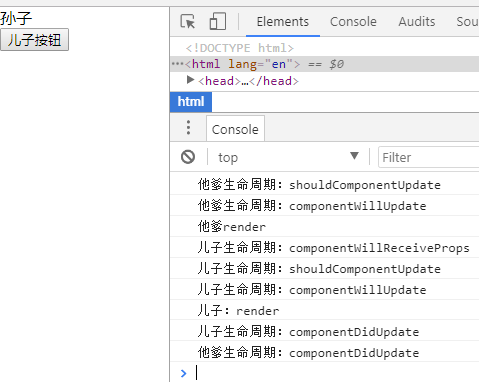 孙子
儿子按钮
Elements Console Audits Sou
<!DOCTYPE html>
···<html lang="en"> == $0
▶<head>…</head>
html
Console
top ▼ Filter
他爹生命周期：shouldComponentUpdate
他爹生命周期：componentWillUpdate
他爹render
儿子生命周期：componentWillReceiveProps
儿子生命周期：shouldComponentUpdate
儿子生命周期：componentWillUpdate
儿子：render
儿子生命周期：componentDidUpdate
他爹生命周期：componentDidUpdate
>